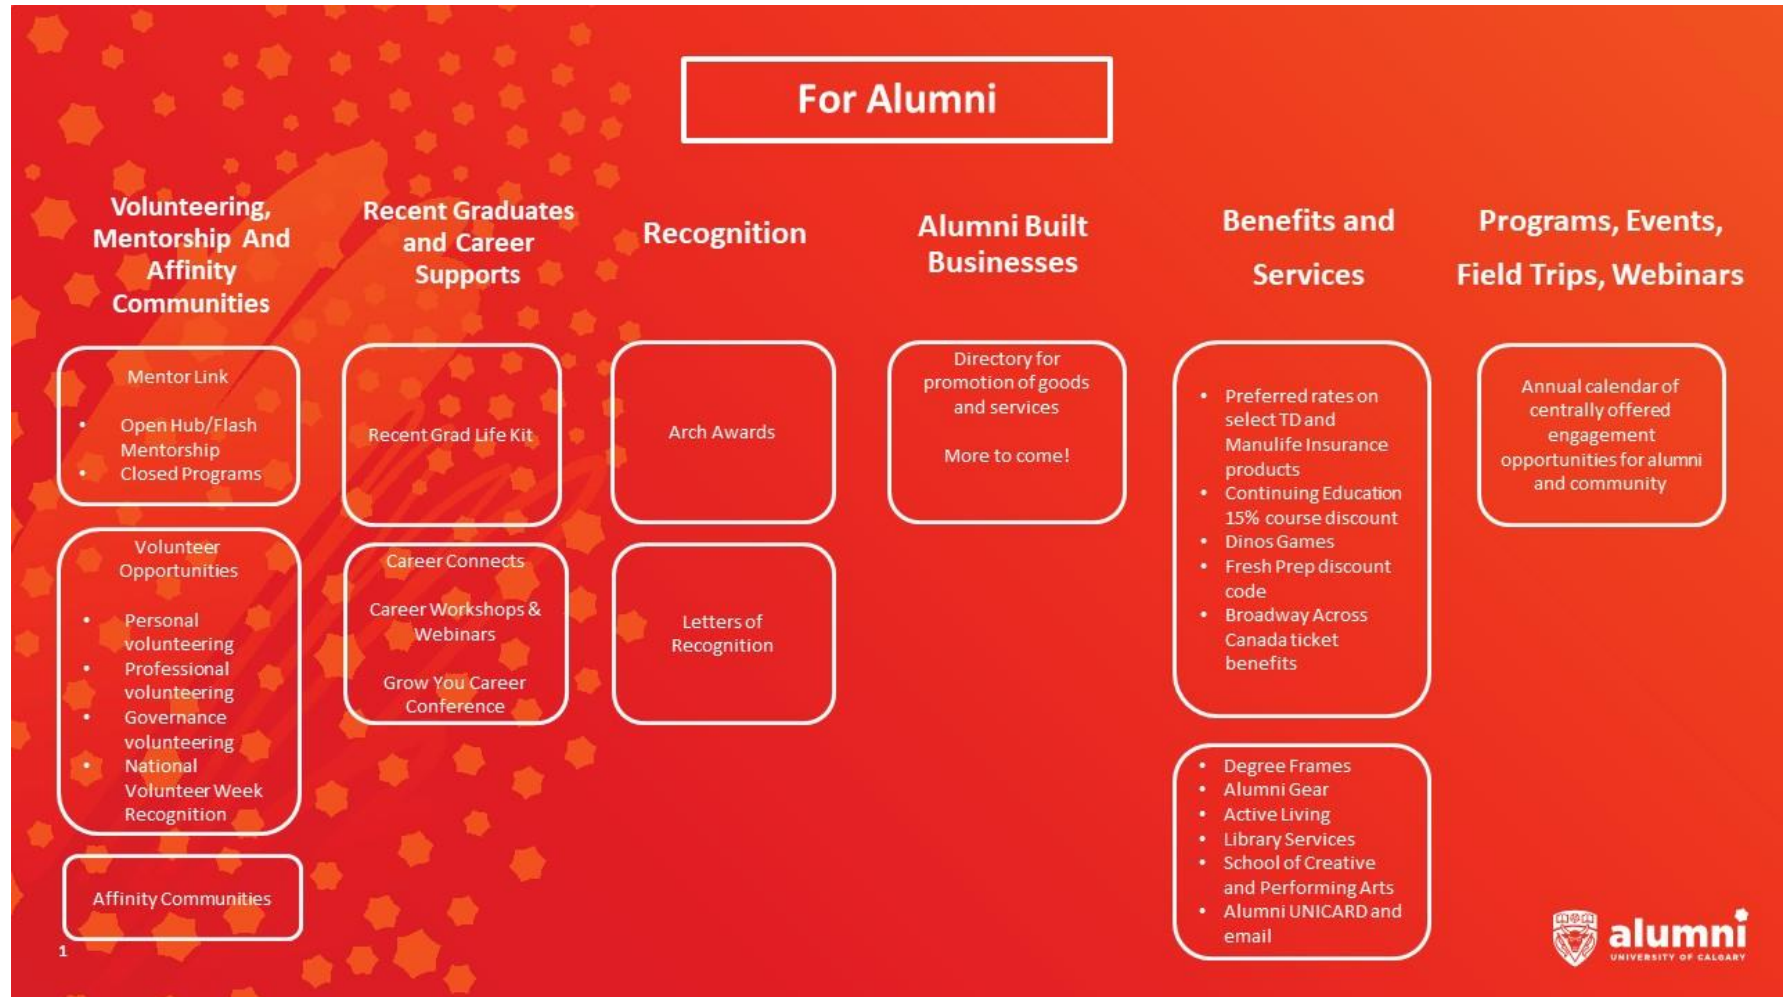 For Alumni
Volunteering,
Mentorship And
Affinity
Communities
Mentor Link
• Open Hub/Flash
Mentorship
• Closed Programs
Volunteer
Opportunities
• Personal
volunteering
• Professional
volunteering
• Governance
volunteering
• National
Volunteer Week
Recognition
Affinity Communities
Recent Graduates
and Career
Supports
Recent Grad Life Kit
Career Connects
Career Workshops &
Webinars
Grow You Career
Conference
Recognition
Arch Awards
Letters of
Recognition
Alumni Built
Businesses
Directory for
promotion of goods
and services
More to come!
Benefits and
Services
• Preferred rates on
select TD and
Manulife Insurance
products
• Continuing Education
15% course discount
• Dinos Games
• Fresh Prep discount
code
• Broadway Across
Canada ticket
benefits
• Degree Frames
• Alumni Gear
• Active Living
• Library Services
• School of Creative
and Performing Arts
• Alumni UNICARD and
email
Programs, Events,
Field Trips, Webinars
Annual calendar of
centrally offered
engagement
opportunities for alumni
and community
1
alumni
UNIVERSITY OF CALGARY